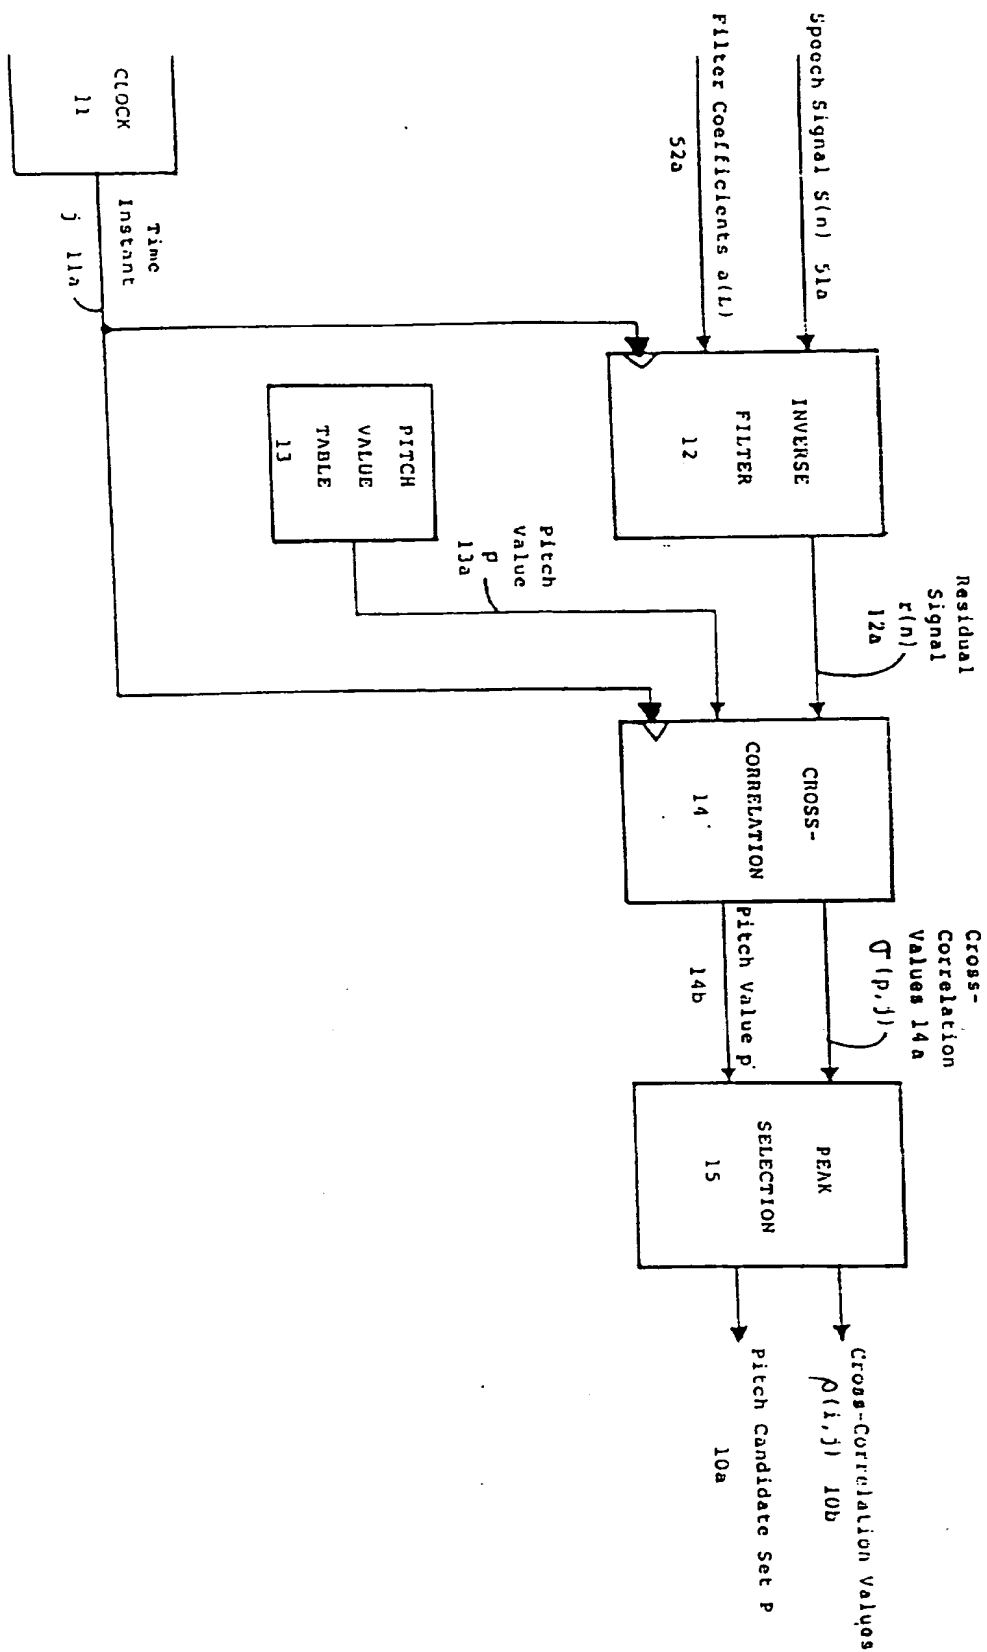 Speech Signal S(n) 51a
Filter Coefficients a(L)
52a
CLOCK
11
Time
Instant
j 11a
INVERSE
FILTER
12
PITCH
VALUE
TABLE
13
Residual
Signal
r(n)
12a
Pitch
Value
p
13a
CROSS-
CORRELATION
14
Cross-
Correlation
Values 14a
σ(p,j)
Pitch Value p
14b
PEAK
SELECTION
15
Cross-Correlation Values
ρ(i,j) 10b
Pitch Candidate Set P
10a